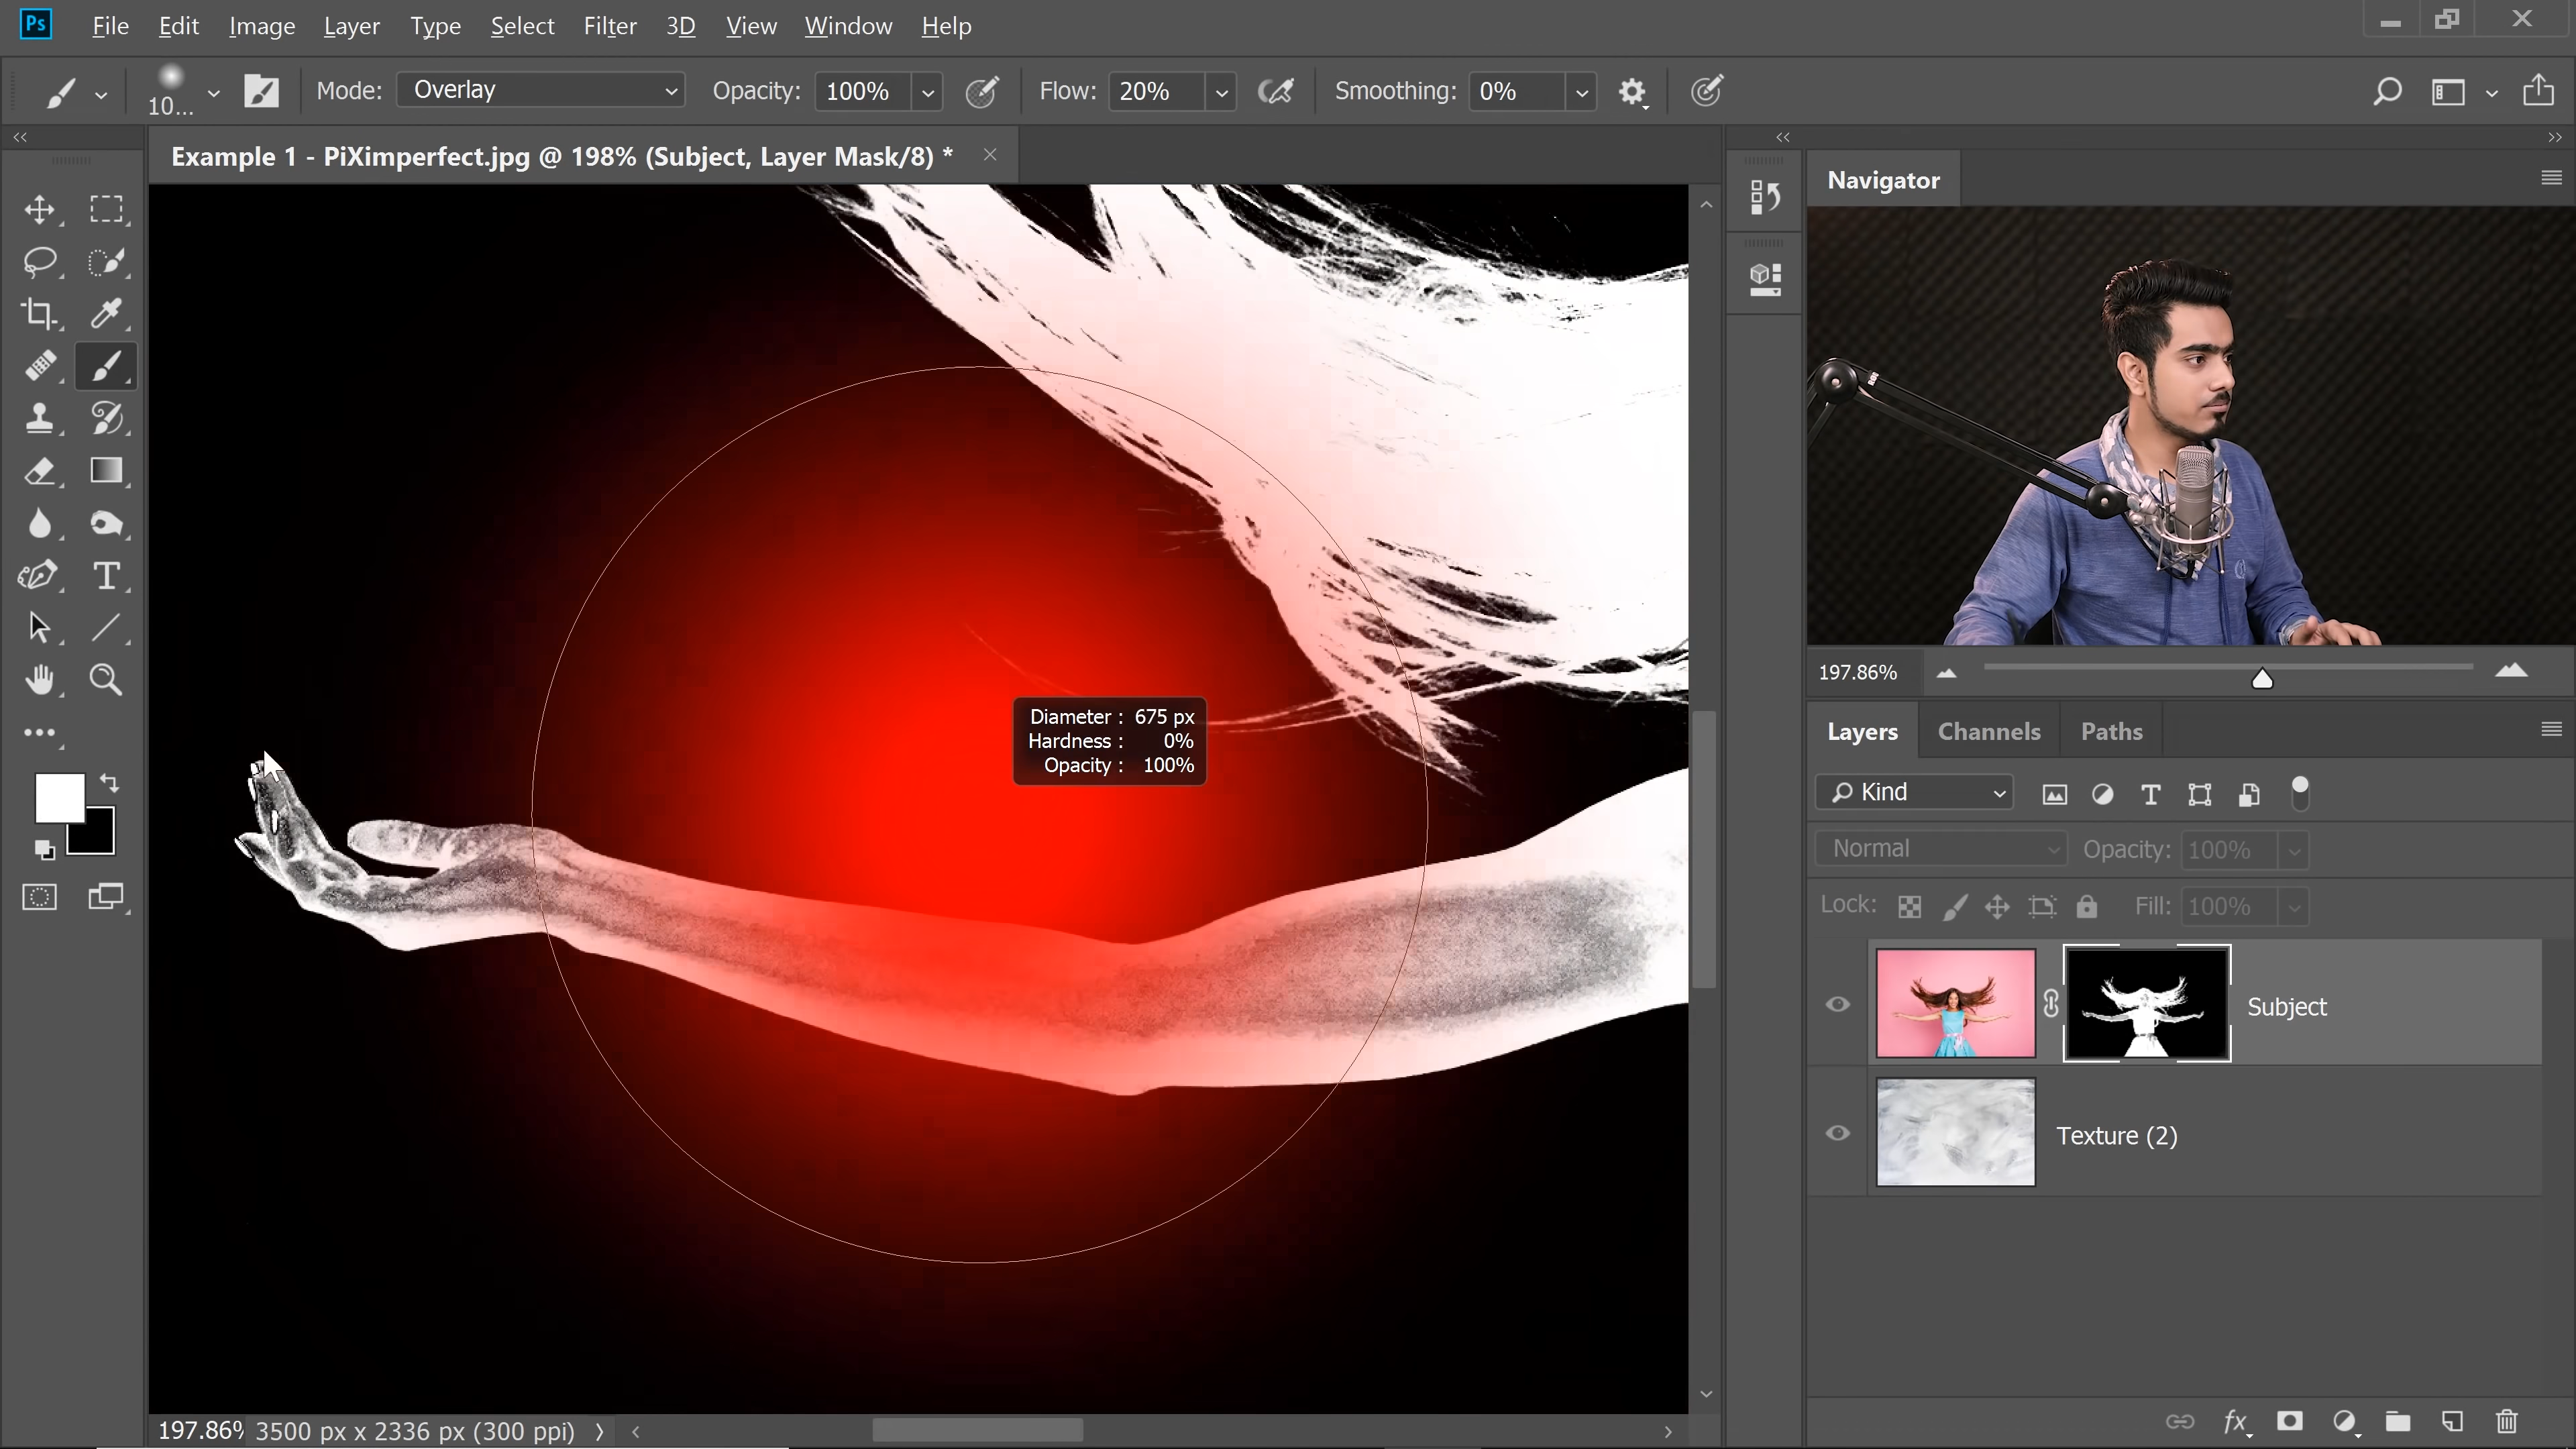 Ps File Edit Image Layer Type Select Filter 3D View Window Help
10... Mode: Overlay Opacity: 100% Flow: 20% Smoothing: 0%
Example 1 - PiXimperfect.jpg @ 198% (Subject, Layer Mask/8) *
Navigator
197.86%
Diameter : 675 px
Hardness : 0%
Opacity : 100%
Layers Channels Paths
Kind
Normal Opacity: 100%
Lock: Fill: 100%
Subject
Texture (2)
fx
197.86% 3500 px x 2336 px (300 ppi)